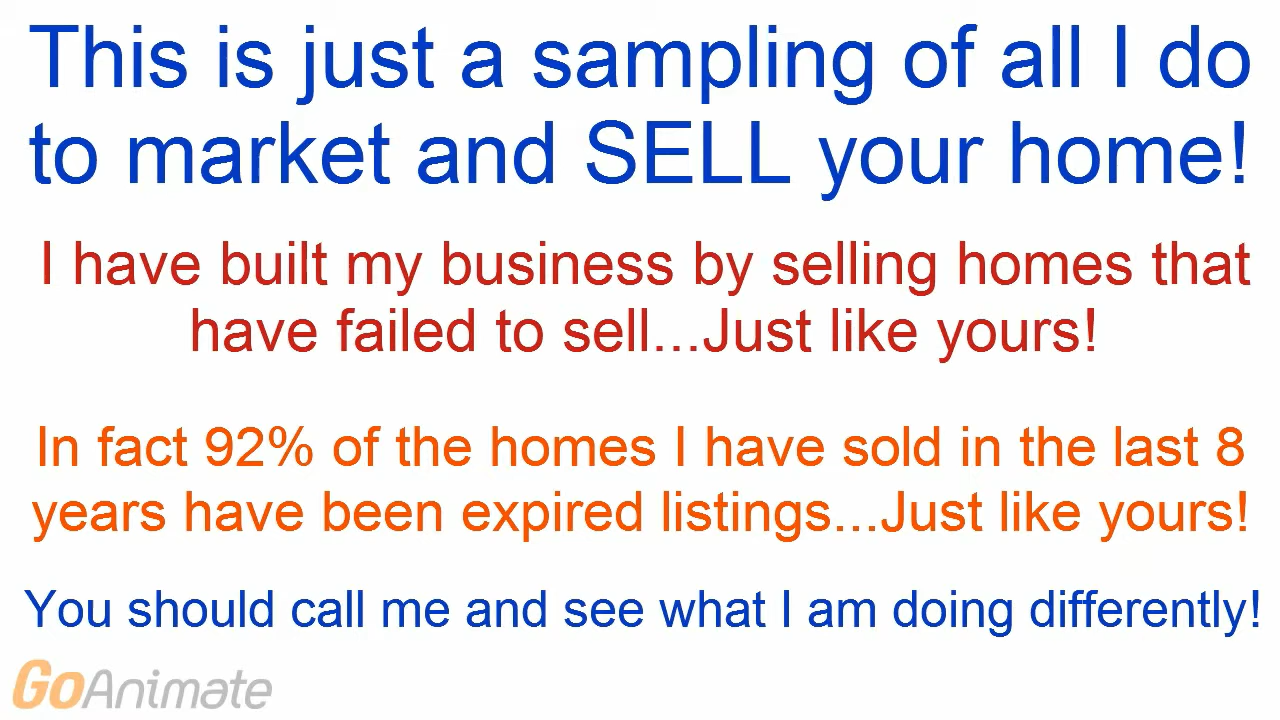 This is just a sampling of all I do
to market and SELL your home!
I have built my business by selling homes that
have failed to sell...Just like yours!
In fact 92% of the homes I have sold in the last 8
years have been expired listings...Just like yours!
You should call me and see what I am doing differently!
GoAnimate